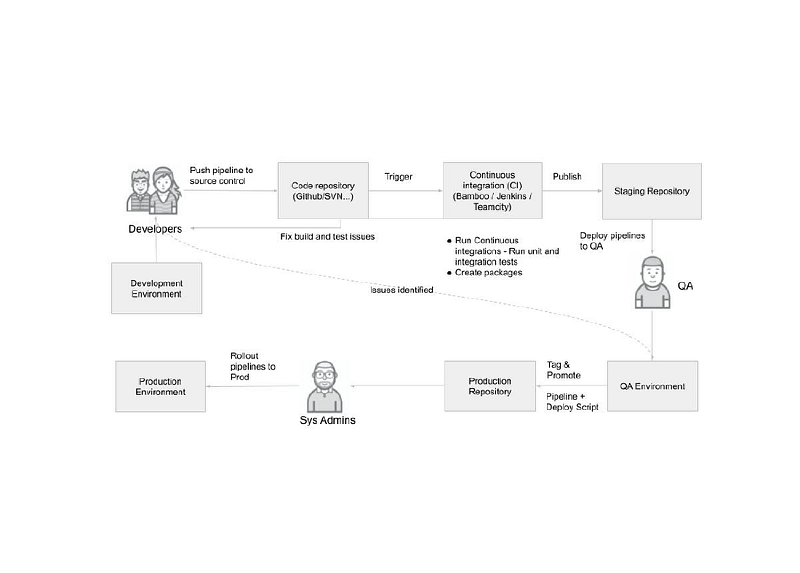 Push pipeline to
source control
Code repository
(Github/SVN...)
Trigger
Continuous
integration (CI)
(Bamboo / Jenkins /
Teamcity)
Publish
Staging Repository
Developers
Fix build and test issues
● Run Continuous
integrations - Run unit and
integration tests
● Create packages
Deploy pipelines
to QA
QA
Development
Environment
Issues identified
Production
Environment
Rollout
pipelines to
Prod
Sys Admins
Production
Repository
Tag &
Promote
Pipeline +
Deploy Script
QA Environment